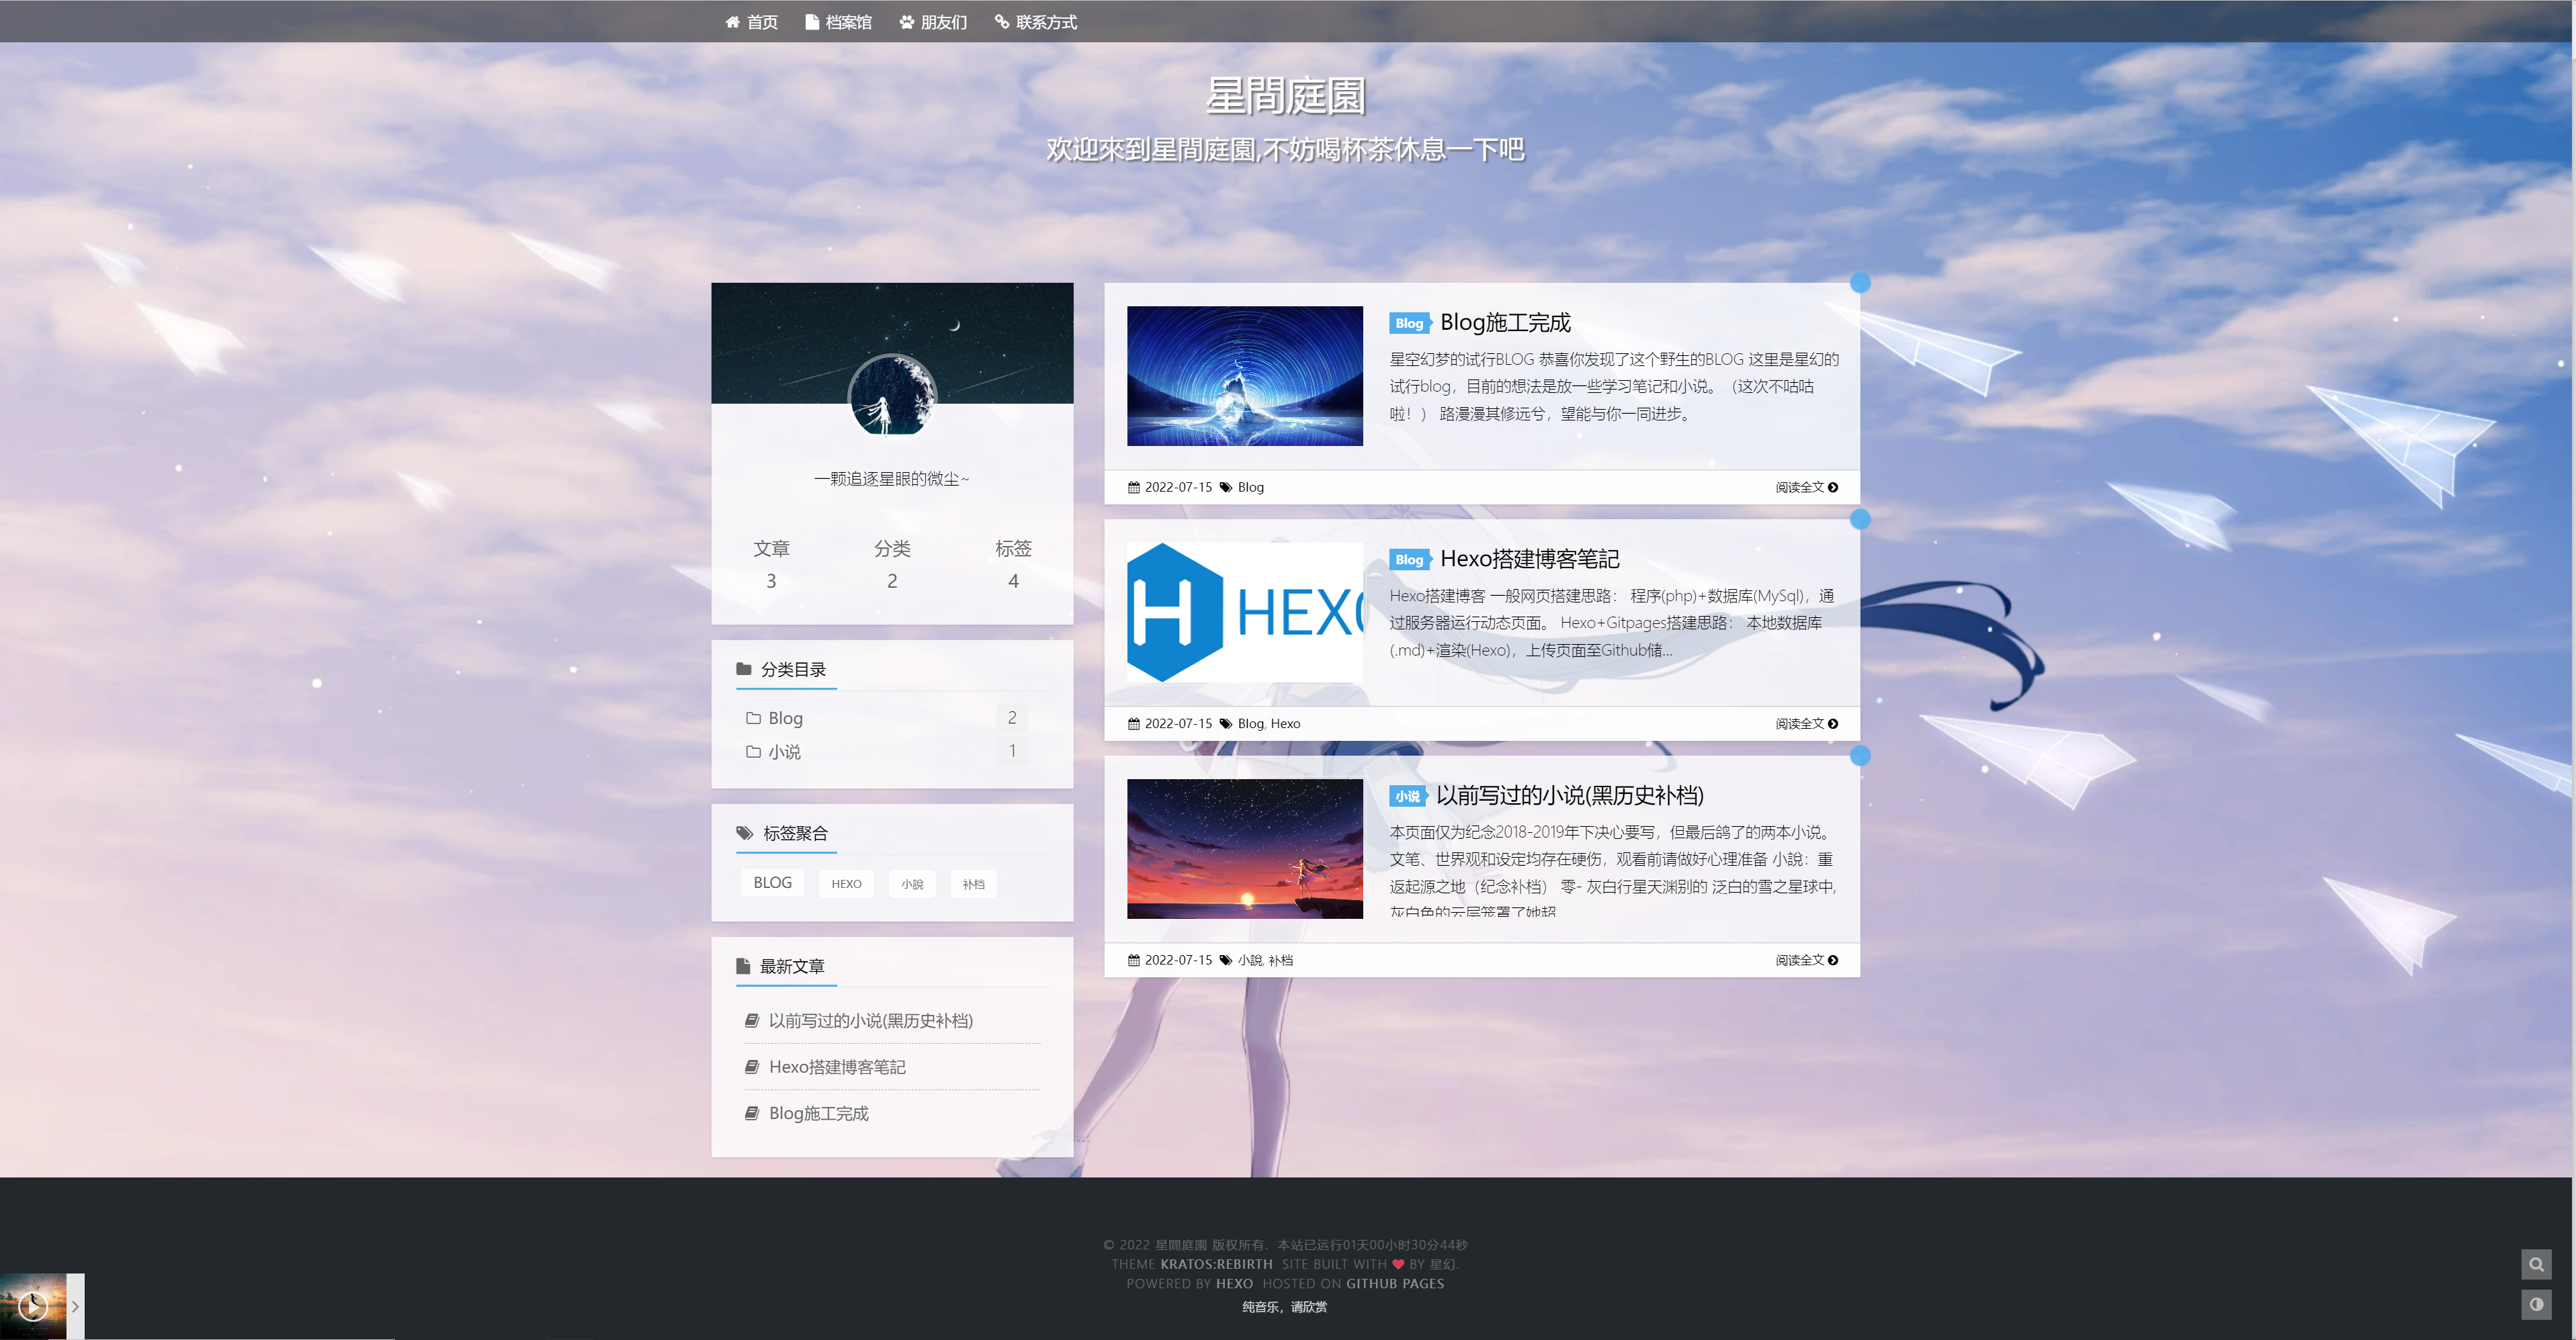 首页 档案馆 朋友们 联系方式
星間庭園
欢迎來到星間庭園,不妨喝杯茶休息一下吧
一颗追逐星眼的微尘~
文章 分类 标签
3 2 4
分类目录
Blog 2
小说 1
标签聚合
BLOG HEXO 小說 补档
最新文章
以前写过的小说(黑历史补档)
Hexo搭建博客笔記
Blog施工完成
Blog Blog施工完成
星空幻梦的试行BLOG 恭喜你发现了这个野生的BLOG 这里是星幻的
试行blog，目前的想法是放一些学习笔记和小说。（这次不咕咕
啦！） 路漫漫其修远兮，望能与你一同进步。
2022-07-15 Blog 阅读全文
HEXO
Blog Hexo搭建博客笔記
Hexo搭建博客 一般网页搭建思路： 程序(php)+数据库(MySql)，通
过服务器运行动态页面。 Hexo+Gitpages搭建思路： 本地数据库
(.md)+渲染(Hexo)，上传页面至Github储...
2022-07-15 Blog, Hexo 阅读全文
小说 以前写过的小说(黑历史补档)
本页面仅为纪念2018-2019年下决心要写，但最后鸽了的两本小说。
文笔、世界观和设定均存在硬伤，观看前请做好心理准备 小說：重
返起源之地（纪念补档） 零- 灰白行星天渊别的 泛白的雪之星球中,
灰白色的云层笼罩了她超
2022-07-15 小說, 补档 阅读全文
© 2022 星間庭園 版权所有. 本站已运行01天00小时30分44秒
THEME KRATOS:REBIRTH SITE BUILT WITH ❤ BY 星幻.
POWERED BY HEXO HOSTED ON GITHUB PAGES
纯音乐，请欣赏